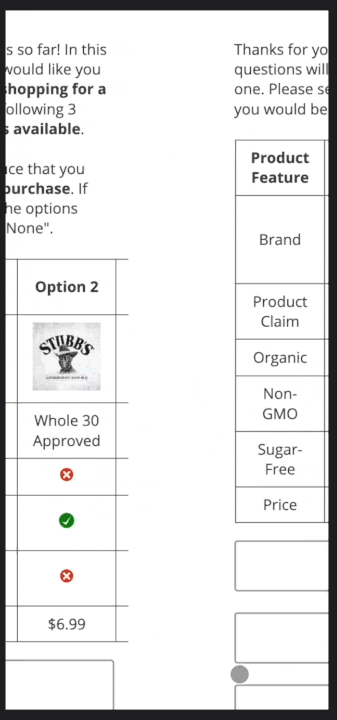 s so far! In this
would like you
shopping for a
ollowing 3
s available.
ice that you
purchase. If
he options
None".
Option 2
STUBB'S
Whole 30
Approved
$6.99
Thanks for yo
questions will
one. Please se
you would be
Product
Feature
Brand
Product
Claim
Organic
Non-
GMO
Sugar-
Free
Price